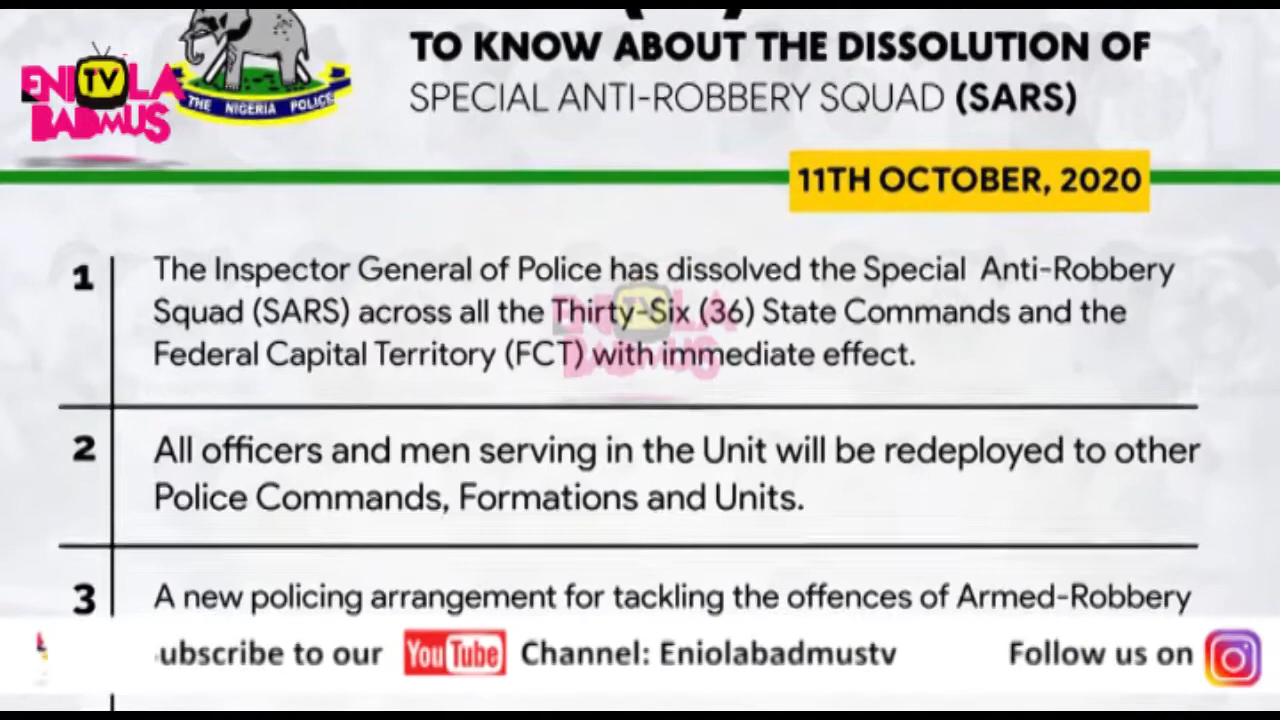 TO KNOW ABOUT THE DISSOLUTION OF
SPECIAL ANTI-ROBBERY SQUAD (SARS)
ENIOLA TV
BADMUS
THE NIGERIA POLICE
11TH OCTOBER, 2020
1
The Inspector General of Police has dissolved the Special Anti-Robbery
Squad (SARS) across all the Thirty-Six (36) State Commands and the
Federal Capital Territory (FCT) with immediate effect.
ENIOLA TV
BADMUS
2
All officers and men serving in the Unit will be redeployed to other
Police Commands, Formations and Units.
3
A new policing arrangement for tackling the offences of Armed-Robbery
ubscribe to our YouTube Channel: Eniolabadmustv Follow us on